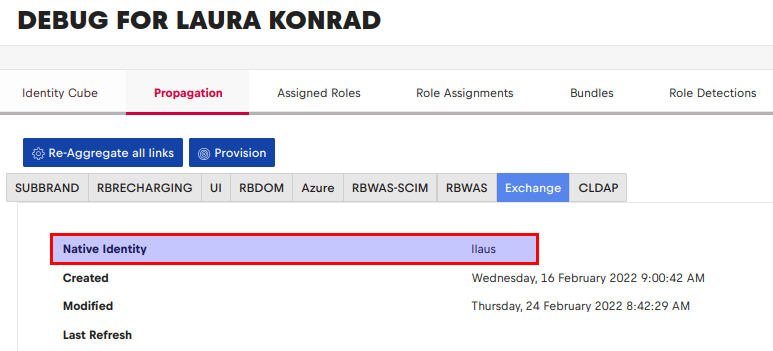 DEBUG FOR LAURA KONRAD
Identity Cube Propagation Assigned Roles Role Assignments Bundles Role Detections
Re-Aggregate all links Provision
SUBBRAND RBRECHARGING UI RBDOM Azure RBWAS-SCIM RBWAS Exchange CLDAP
Native Identity Ilaus
Created Wednesday, 16 February 2022 9:00:42 AM
Modified Thursday, 24 February 2022 8:42:29 AM
Last Refresh